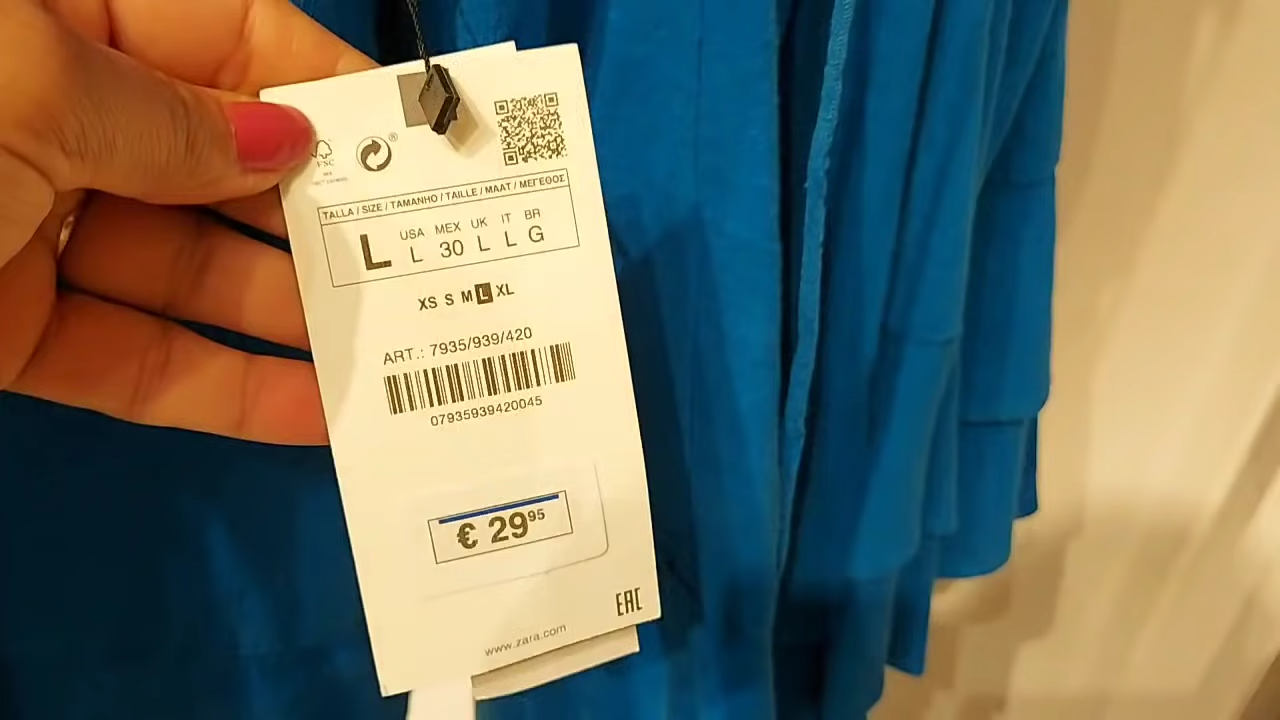 FSC
®
TALLA / SIZE / TAMANHO / TAILLE / MAAT / ΜΕΓΕΘΟΣ
USA MEX UK IT BR
L L 30 L L G
XS S M L XL
ART.: 7935/939/420
07935939420045
€ 29 95
EAC
www.zara.com